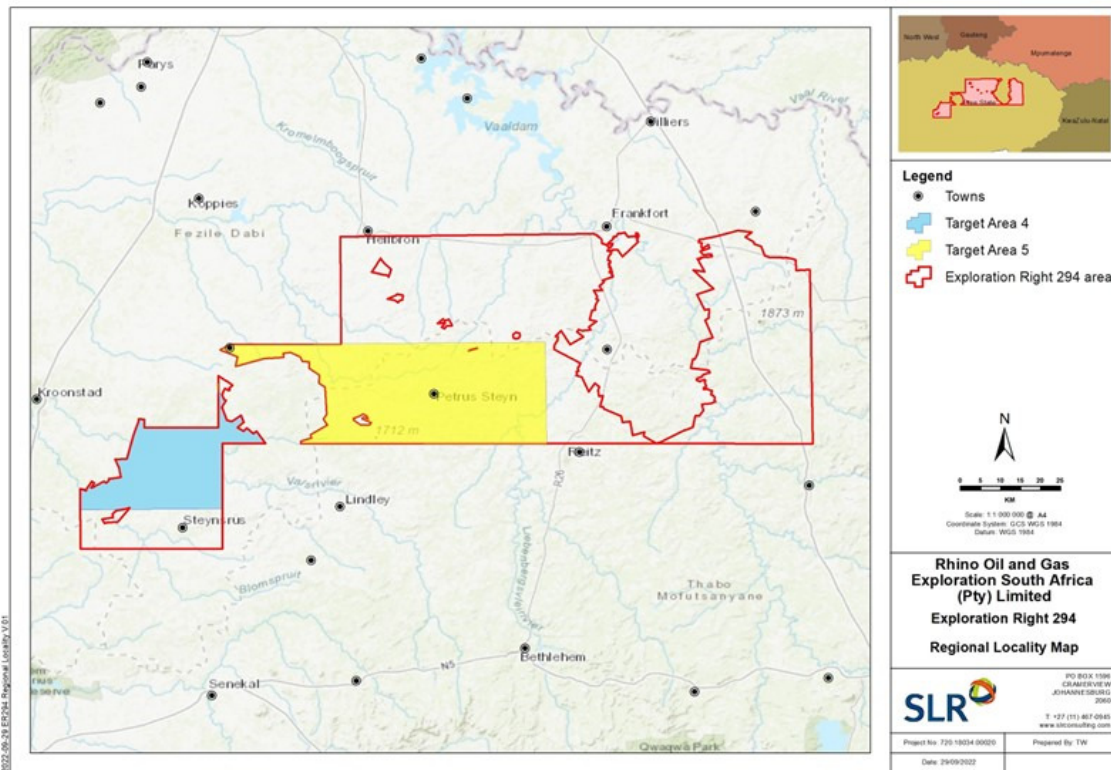 Parys
Villiers
Vaal River
Vaaldam
Kromelmboogspruit
Koppies
Frankfort
Fezile Dabi
Heilbron
1873 m
Kroonstad
Petrus Steyn
1712 m
Reitz
R26
Valsrivier
Lindley
Steynsrus
Liebenbergsvleirivier
Blomspruit
Thabo
Mofutsanyane
Bethlehem
N5
Senekal
Qwaqwa Park
2022-09-29 ER294 Regional Locality V.01
North West
Gauteng
Mpumalanga
Free State
KwaZulu-Natal
Legend
Towns
Target Area 4
Target Area 5
Exploration Right 294 area
N
0 5 10 15 20 25
KM
Scale: 1:1 000 000 @ A4
Coordinate System: GCS WGS 1984
Datum: WGS 1984
Rhino Oil and Gas
Exploration South Africa
(Pty) Limited
Exploration Right 294
Regional Locality Map
SLR
PO BOX 1596
CRAMERVIEW
JOHANNESBURG
2060
T: +27 (11) 467-0945
www.slrconsulting.com
Project No: 720.18034.00020
Prepared By: TW
Date: 29/09/2022